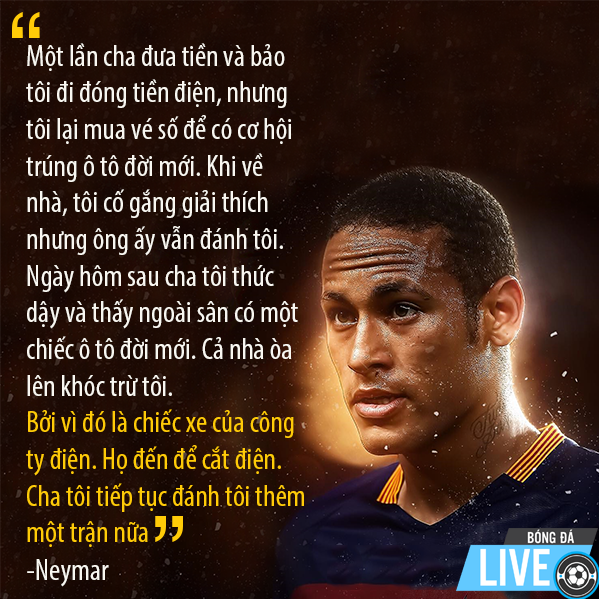 “
Một lần cha đưa tiền và bảo
tôi đi đóng tiền điện, nhưng
tôi lại mua vé số để có cơ hội
trúng ô tô đời mới. Khi về
nhà, tôi cố gắng giải thích
nhưng ông ấy vẫn đánh tôi.
Ngày hôm sau cha tôi thức
dậy và thấy ngoài sân có một
chiếc ô tô đời mới. Cả nhà òa
lên khóc trừ tôi.
Bởi vì đó là chiếc xe của công
ty điện. Họ đến để cắt điện.
Cha tôi tiếp tục đánh tôi thêm
một trận nữa ”
-Neymar
BÓNG ĐÁ
LIVE